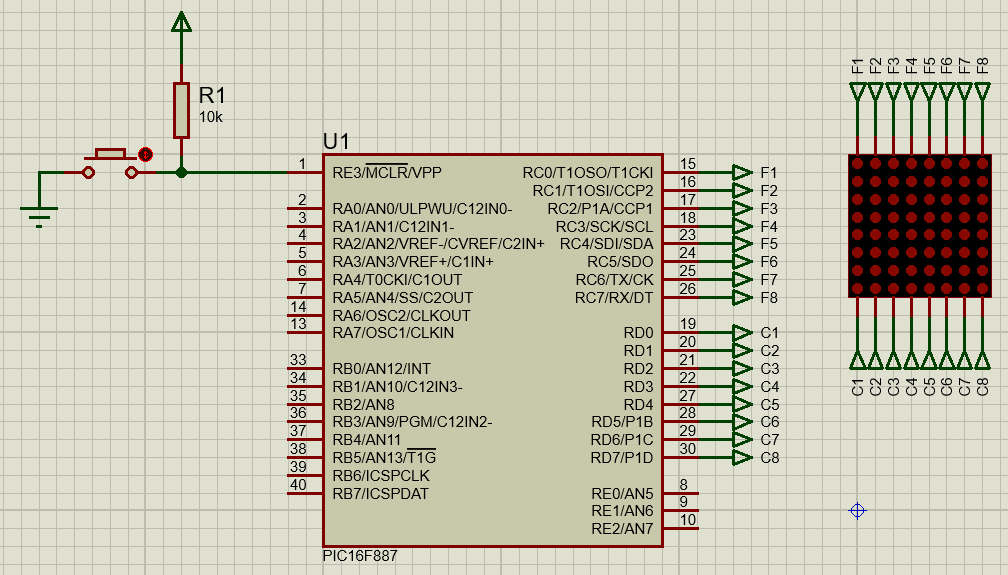 R1
10k
U1
1 RE3/MCLR/VPP
2 RA0/AN0/ULPWU/C12IN0-
3 RA1/AN1/C12IN1-
4 RA2/AN2/VREF-/CVREF/C2IN+
5 RA3/AN3/VREF+/C1IN+
6 RA4/T0CKI/C1OUT
7 RA5/AN4/SS/C2OUT
14 RA6/OSC2/CLKOUT
13 RA7/OSC1/CLKIN
33 RB0/AN12/INT
34 RB1/AN10/C12IN3-
35 RB2/AN8
36 RB3/AN9/PGM/C12IN2-
37 RB4/AN11
38 RB5/AN13/T1G
39 RB6/ICSPCLK
40 RB7/ICSPDAT
RC0/T1OSO/T1CKI 15 F1
RC1/T1OSI/CCP2 16 F2
RC2/P1A/CCP1 17 F3
RC3/SCK/SCL 18 F4
RC4/SDI/SDA 23 F5
RC5/SDO 24 F6
RC6/TX/CK 25 F7
RC7/RX/DT 26 F8
RD0 19 C1
RD1 20 C2
RD2 21 C3
RD3 22 C4
RD4 27 C5
RD5/P1B 28 C6
RD6/P1C 29 C7
RD7/P1D 30 C8
RE0/AN5 8
RE1/AN6 9
RE2/AN7 10
PIC16F887
F1 F2 F3 F4 F5 F6 F7 F8
C1 C2 C3 C4 C5 C6 C7 C8